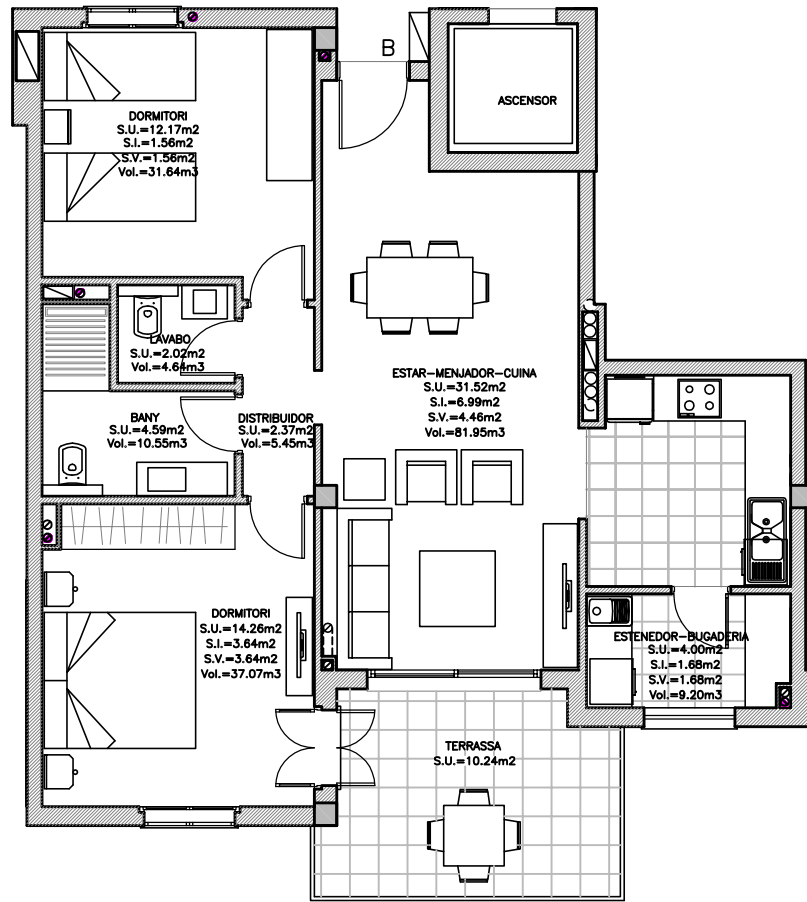 B
ASCENSOR
DORMITORI
S.U.=12.17m2
S.I.=1.56m2
S.V.=1.56m2
Vol.=31.64m3
LAVABO
S.U.=2.02m2
Vol.=4.64m3
ESTAR-MENJADOR-CUINA
S.U.=31.52m2
S.I.=6.99m2
S.V.=4.46m2
Vol.=81.95m3
BANY
S.U.=4.59m2
Vol.=10.55m3
DISTRIBUIDOR
S.U.=2.37m2
Vol.=5.45m3
DORMITORI
S.U.=14.26m2
S.I.=3.64m2
S.V.=3.64m2
Vol.=37.07m3
ESTENEDOR-BUGADERIA
S.U.=4.00m2
S.I.=1.68m2
S.V.=1.68m2
Vol.=9.20m3
TERRASSA
S.U.=10.24m2